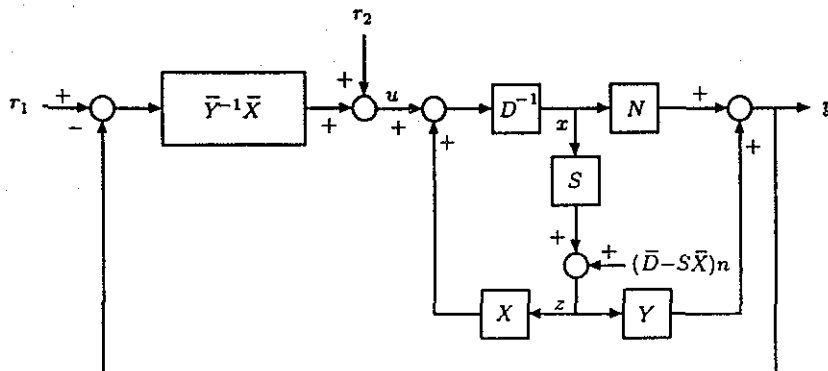 r₂
+
r₁ + − Ȳ⁻¹X̄ + u + D⁻¹ x N + y
+ +
S
+ + (D̄−SX̄)n
X z Y